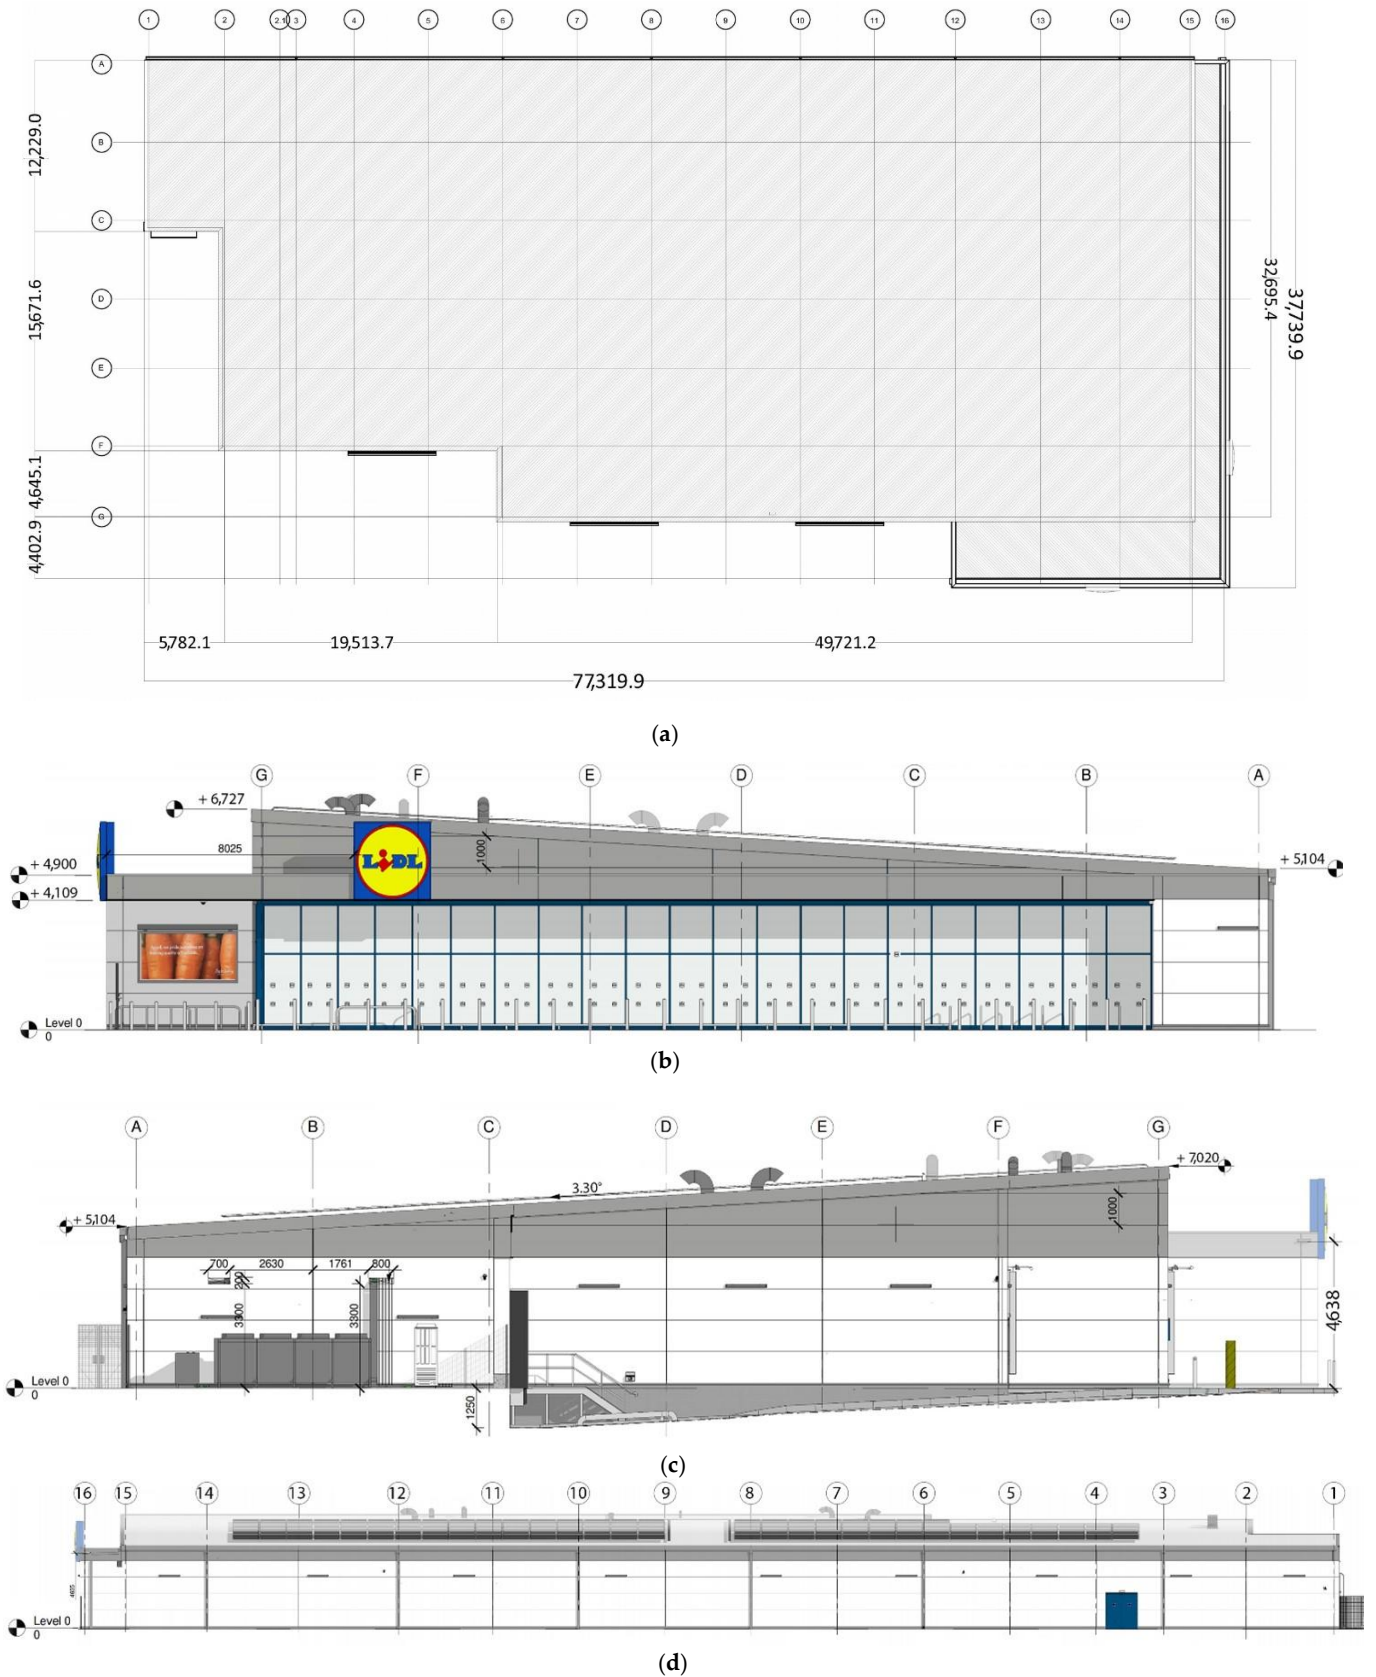 1 2 2.1 3 4 5 6 7 8 9 10 11 12 13 14 15 16
A
B
C
D
E
F
G
12,229.0
15,671.6
4,645.1
4,402.9
32,695.4
37,739.9
5,782.1 19,513.7 49,721.2
77,319.9
(a)
G F E D C B A
+ 6,727
8025
LIDL
1000
+ 4,900
+ 5,104
+ 4,109
B
Level 0
0
(b)
A B C D E F G
+ 7,020
3.30°
+ 5,104
1000
700 2630 1761 800
200
3300
3300
4,638
Level 0
0
1250
(c)
16 15 14 13 12 11 10 9 8 7 6 5 4 3 2 1
Level 0
0
(d)